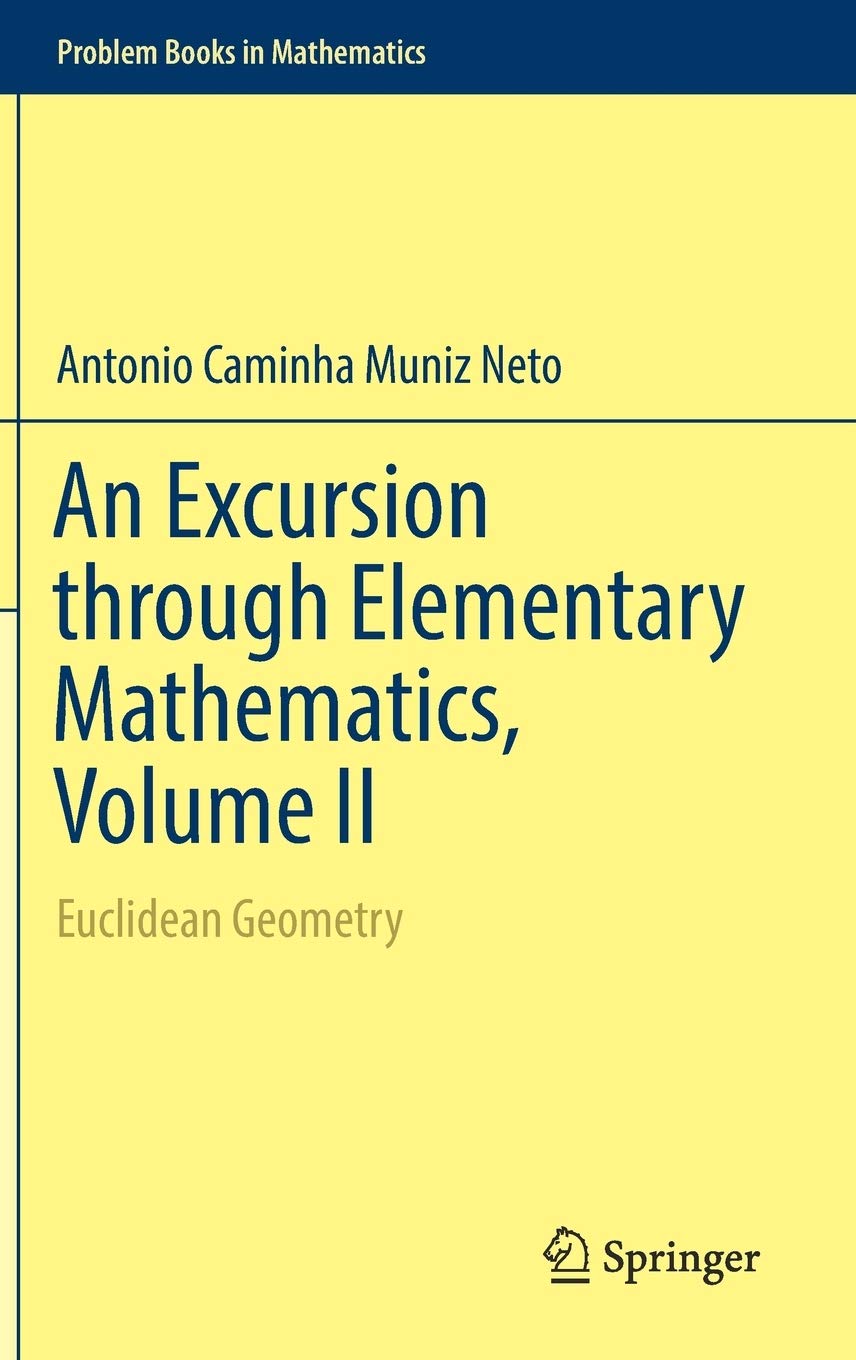 Problem Books in Mathematics
Antonio Caminha Muniz Neto
An Excursion
through Elementary
Mathematics,
Volume II
Euclidean Geometry
Springer